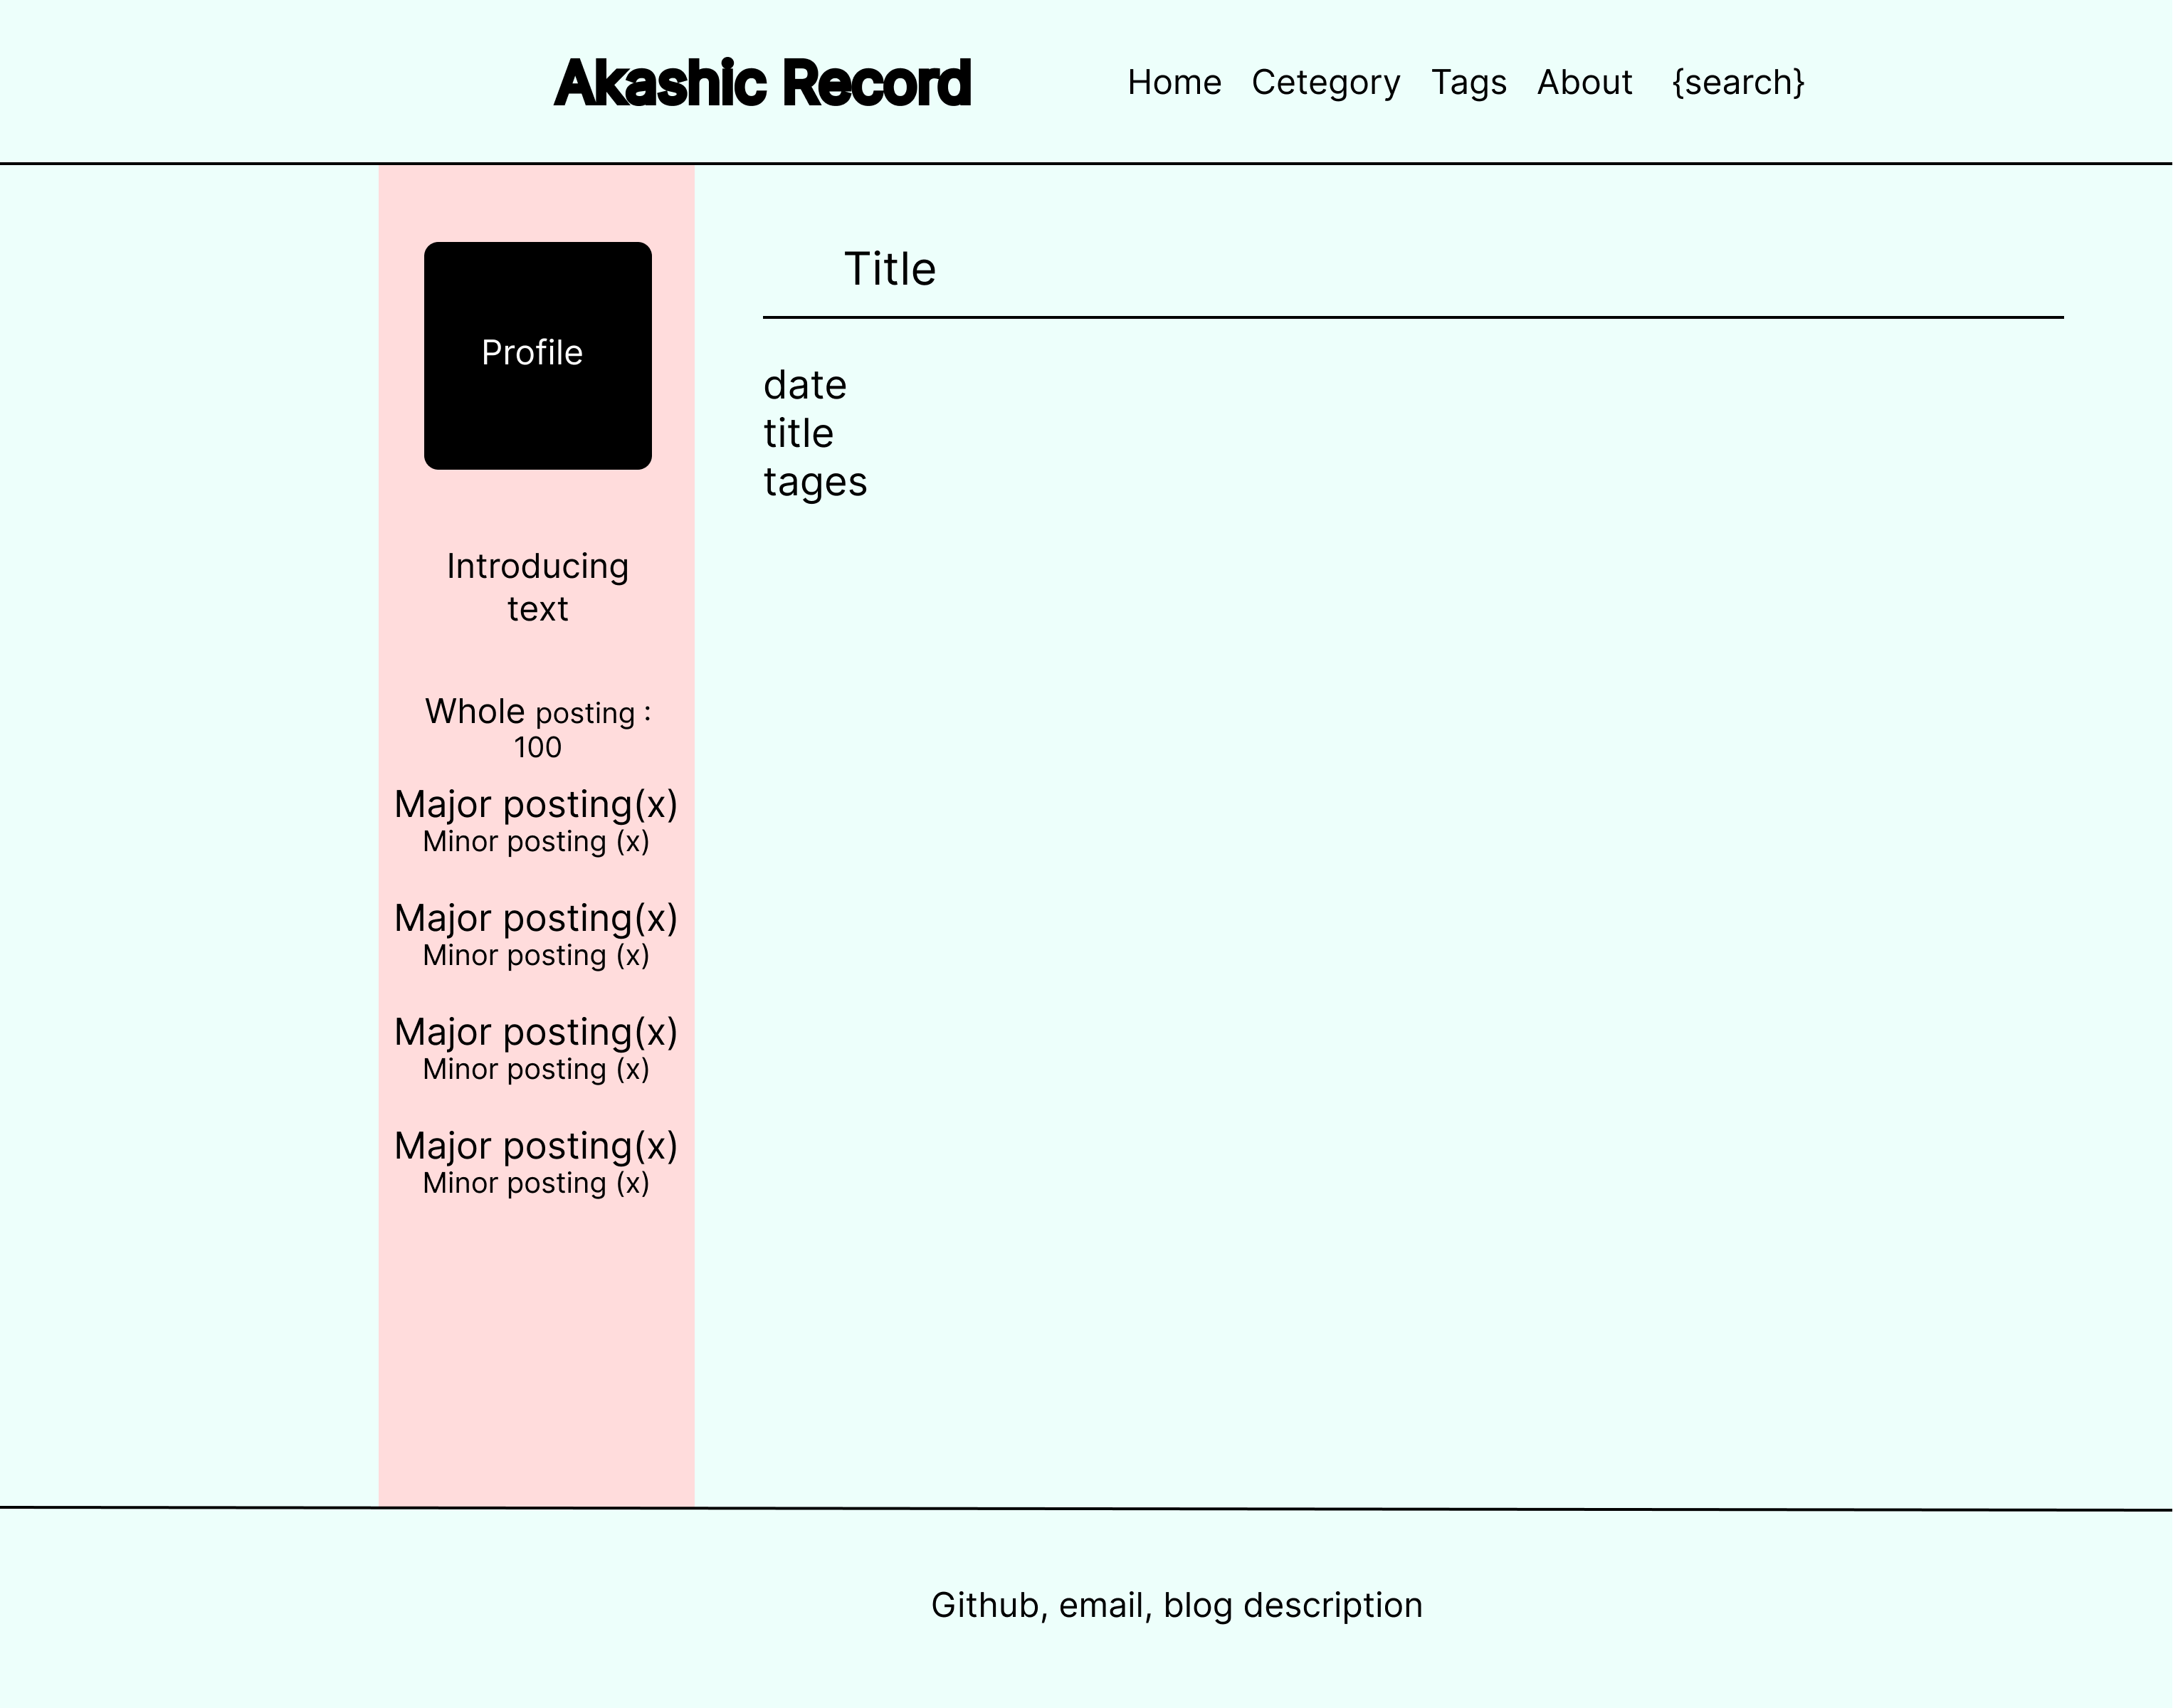 Akashic Record
Home Cetegory Tags About {search}
Profile
Introducing
text
Whole posting :
100
Major posting(x)
Minor posting (x)
Major posting(x)
Minor posting (x)
Major posting(x)
Minor posting (x)
Major posting(x)
Minor posting (x)
Title
date
title
tages
Github, email, blog description